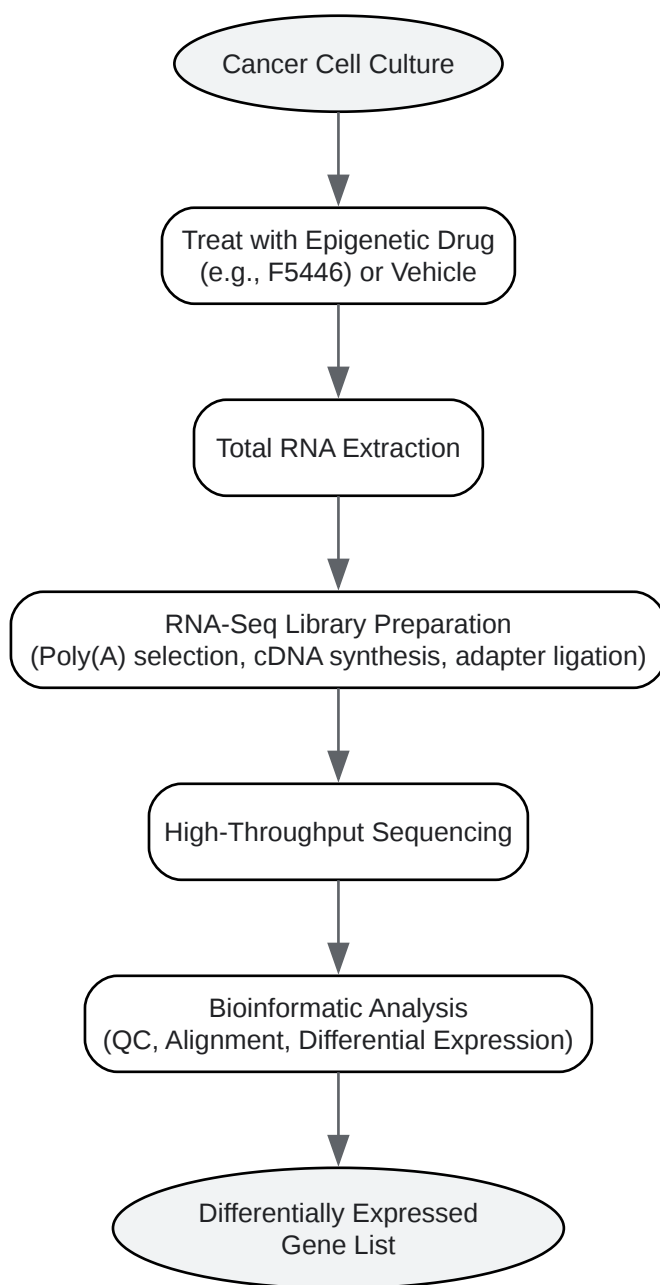 Cancer Cell Culture
Treat with Epigenetic Drug
(e.g., F5446) or Vehicle
Total RNA Extraction
RNA-Seq Library Preparation
(Poly(A) selection, cDNA synthesis, adapter ligation)
High-Throughput Sequencing
Bioinformatic Analysis
(QC, Alignment, Differential Expression)
Differentially Expressed
Gene List